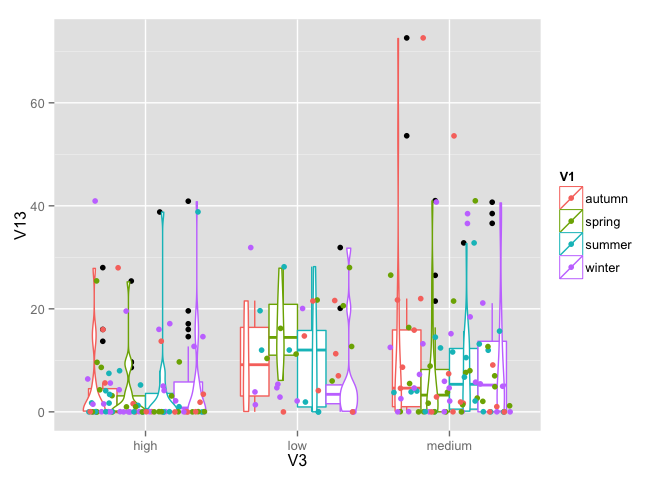 60
40
20
0
V13
high
low
medium
V3
V1
autumn
spring
summer
winter